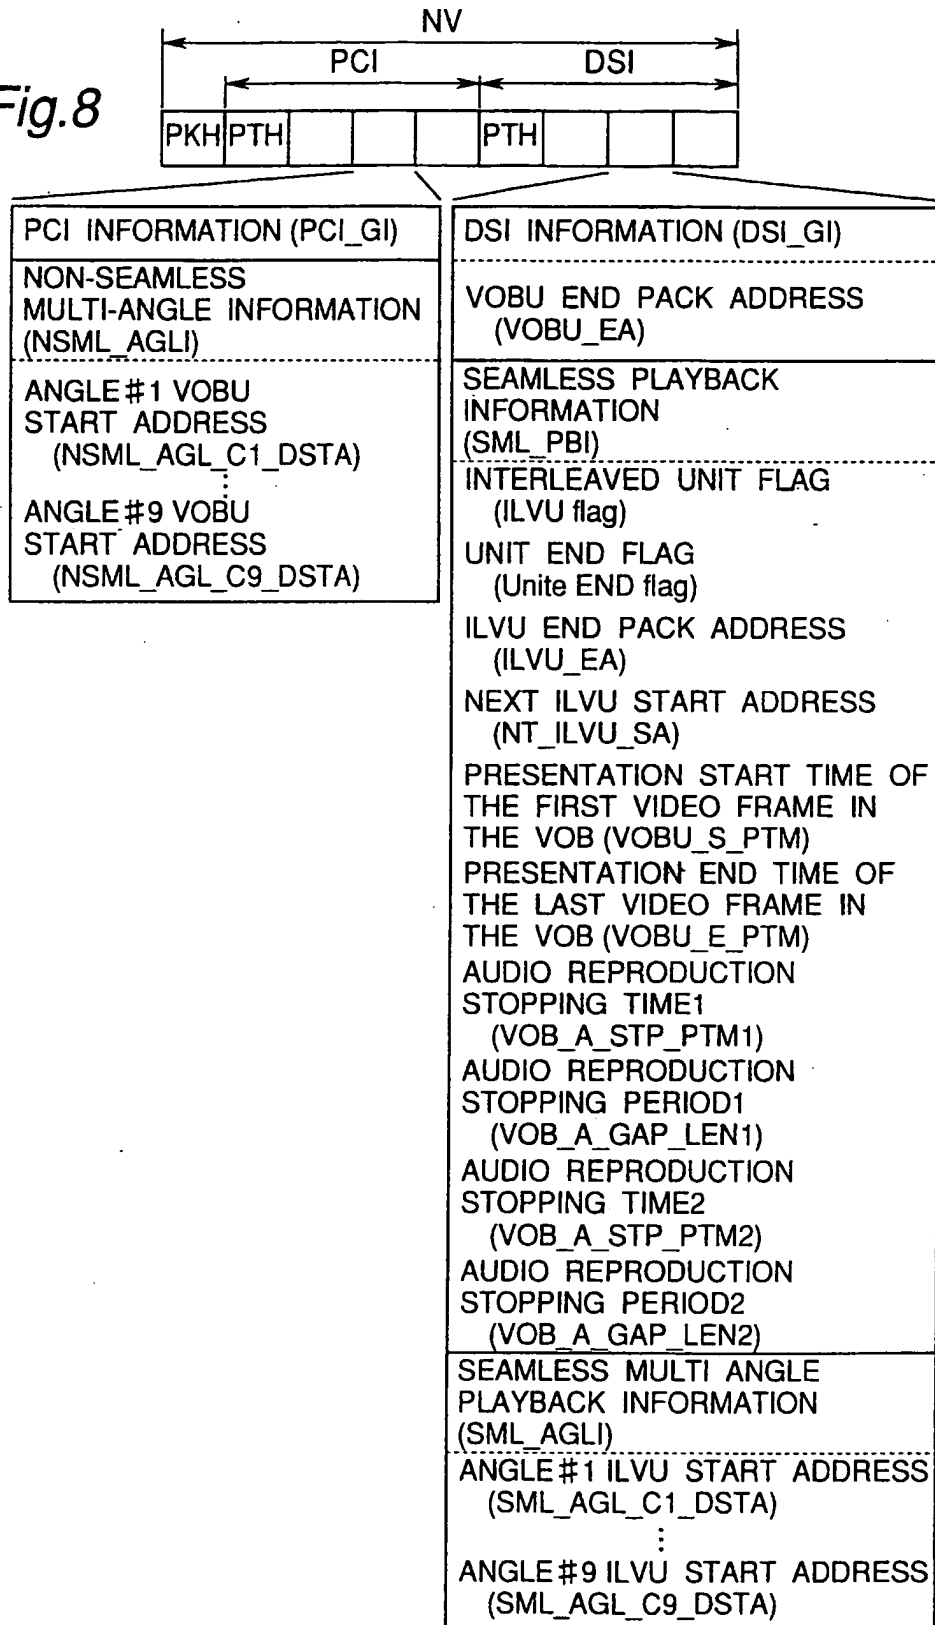 NV
PCI
DSI
Fig.8
PKH PTH PTH
PCI INFORMATION (PCI_GI)
NON-SEAMLESS
MULTI-ANGLE INFORMATION
(NSML_AGLI)
ANGLE#1 VOBU
START ADDRESS
(NSML_AGL_C1_DSTA)
⋮
ANGLE#9 VOBU
START ADDRESS
(NSML_AGL_C9_DSTA)
DSI INFORMATION (DSI_GI)
VOBU END PACK ADDRESS
(VOBU_EA)
SEAMLESS PLAYBACK
INFORMATION
(SML_PBI)
INTERLEAVED UNIT FLAG
(ILVU flag)
UNIT END FLAG
(Unite END flag)
ILVU END PACK ADDRESS
(ILVU_EA)
NEXT ILVU START ADDRESS
(NT_ILVU_SA)
PRESENTATION START TIME OF
THE FIRST VIDEO FRAME IN
THE VOB (VOBU_S_PTM)
PRESENTATION END TIME OF
THE LAST VIDEO FRAME IN
THE VOB (VOBU_E_PTM)
AUDIO REPRODUCTION
STOPPING TIME1
(VOB_A_STP_PTM1)
AUDIO REPRODUCTION
STOPPING PERIOD1
(VOB_A_GAP_LEN1)
AUDIO REPRODUCTION
STOPPING TIME2
(VOB_A_STP_PTM2)
AUDIO REPRODUCTION
STOPPING PERIOD2
(VOB_A_GAP_LEN2)
SEAMLESS MULTI ANGLE
PLAYBACK INFORMATION
(SML_AGLI)
ANGLE#1 ILVU START ADDRESS
(SML_AGL_C1_DSTA)
⋮
ANGLE#9 ILVU START ADDRESS
(SML_AGL_C9_DSTA)